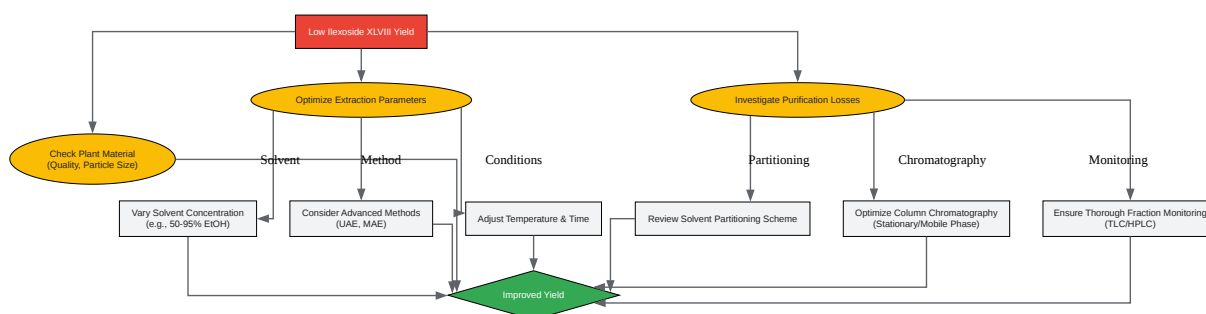 Low Ilexoside XLVIII Yield
Optimize Extraction Parameters
Investigate Purification Losses
Check Plant Material
(Quality, Particle Size)
Solvent
Method
Conditions
Partitioning
Chromatography
Monitoring
Vary Solvent Concentration
(e.g., 50-95% EtOH)
Consider Advanced Methods
(UAE, MAE)
Adjust Temperature & Time
Review Solvent Partitioning Scheme
Optimize Column Chromatography
(Stationary/Mobile Phase)
Ensure Thorough Fraction Monitoring
(TLC/HPLC)
Improved Yield